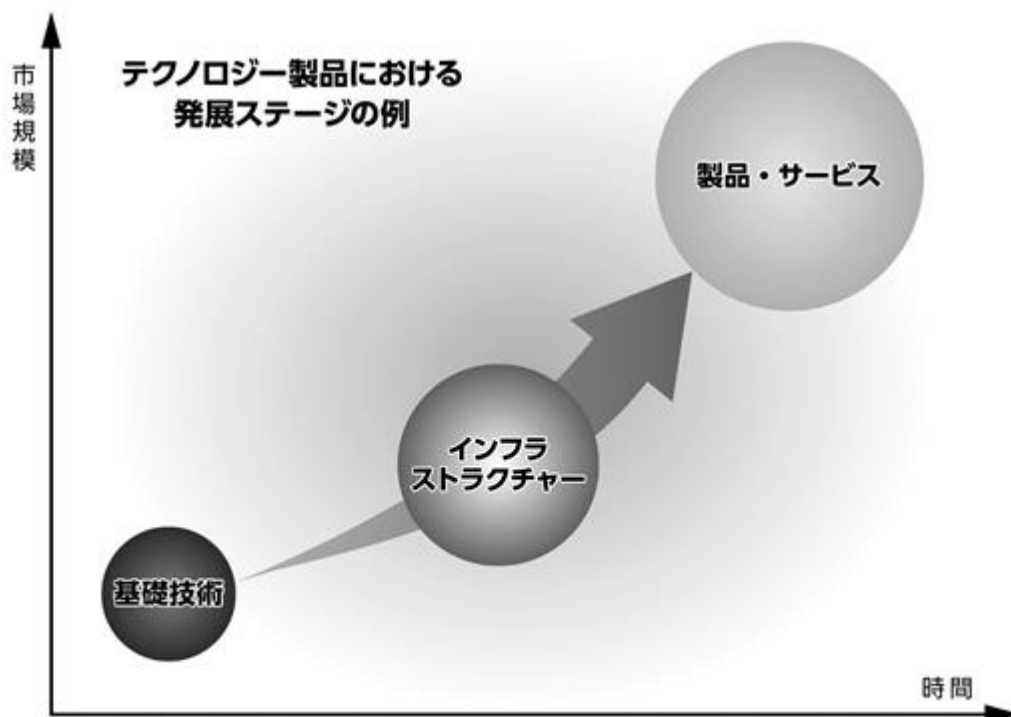 市場規模
テクノロジー製品における
発展ステージの例
製品・サービス
インフラ
ストラクチャー
基礎技術
時間